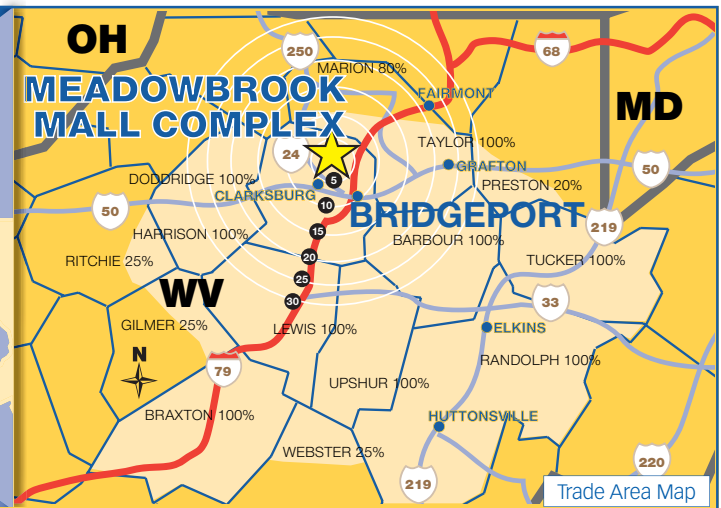 OH
250
MARION 80%
68
MEADOWBROOK
MALL COMPLEX
FAIRMONT
MD
24
TAYLOR 100%
GRAFTON
50
DODDRIDGE 100%
5
PRESTON 20%
CLARKSBURG
10
50
BRIDGEPORT
219
HARRISON 100%
15
BARBOUR 100%
RITCHIE 25%
20
TUCKER 100%
25
WV
30
33
GILMER 25%
LEWIS 100%
ELKINS
N
79
RANDOLPH 100%
UPSHUR 100%
BRAXTON 100%
HUTTONSVILLE
WEBSTER 25%
220
219
Trade Area Map